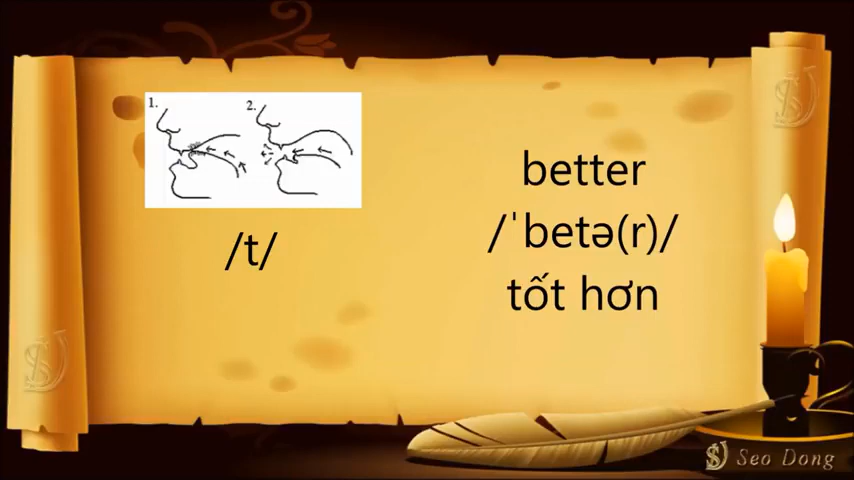 1.
2.
/t/
better
/ˈbetə(r)/
tốt hơn
Seo Dong